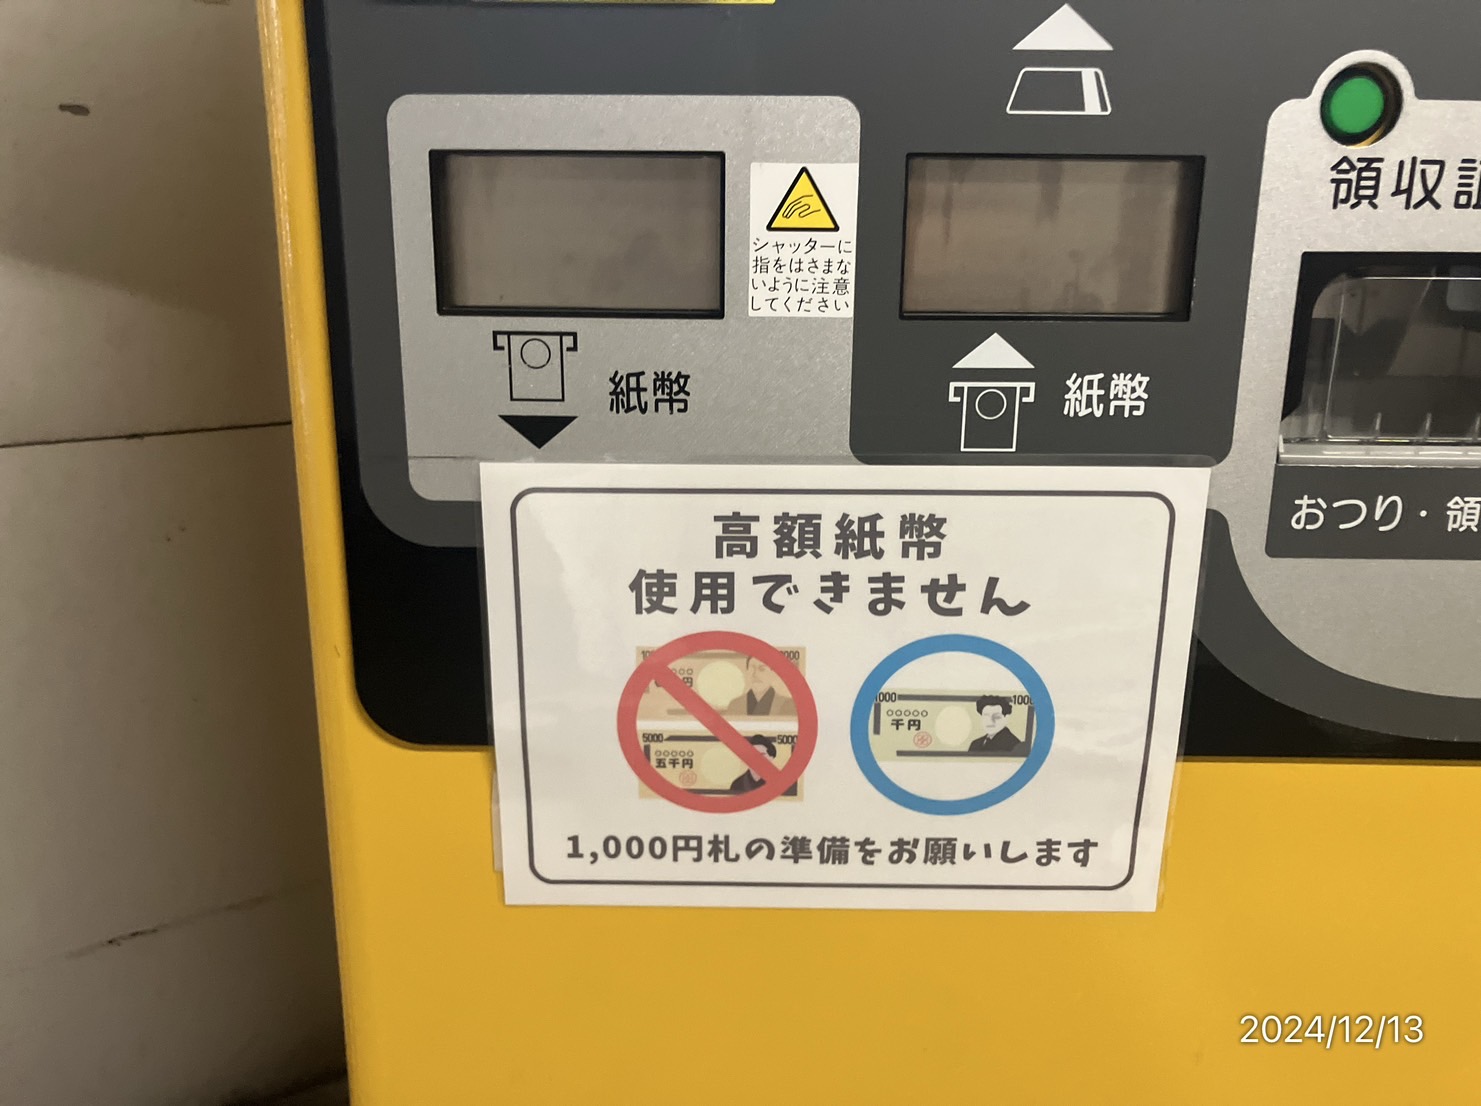 シャッターに
指をはさまな
いように注意
してください
紙幣
紙幣
領収
おつり・領
高額紙幣
使用できません
5000
5000
五千円
1000
千円
1,000円札の準備をお願いします
2024/12/13